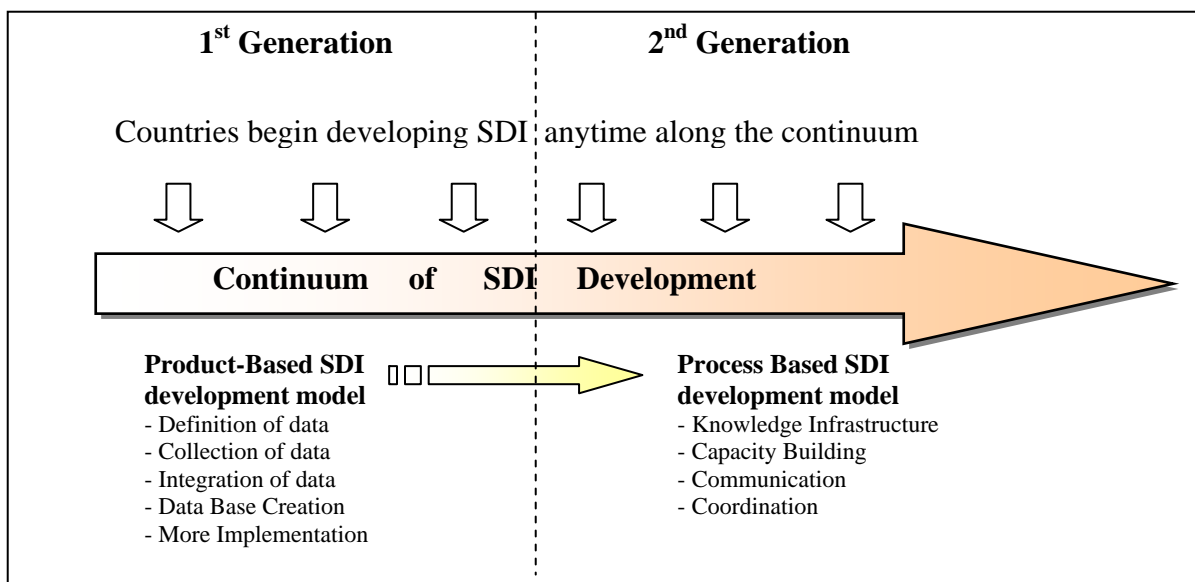 1st Generation
2nd Generation
Countries begin developing SDI anytime along the continuum
Continuum of SDI Development
Product-Based SDI
development model
- Definition of data
- Collection of data
- Integration of data
- Data Base Creation
- More Implementation
Process Based SDI
development model
- Knowledge Infrastructure
- Capacity Building
- Communication
- Coordination